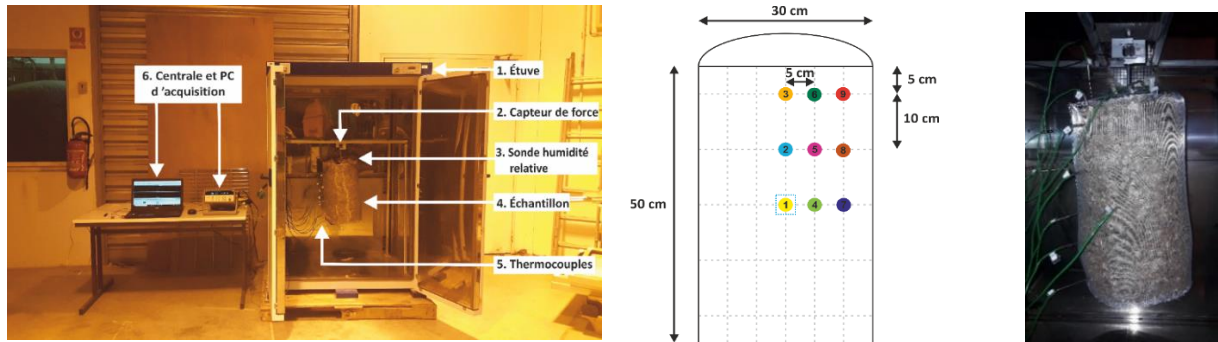 6. Centrale et PC
d ’acquisition
1. Étuve
2. Capteur de force
3. Sonde humidité
relative
4. Échantillon
5. Thermocouples
30 cm
5 cm
5 cm
10 cm
50 cm
3 6 9
2 5 8
1 4 7